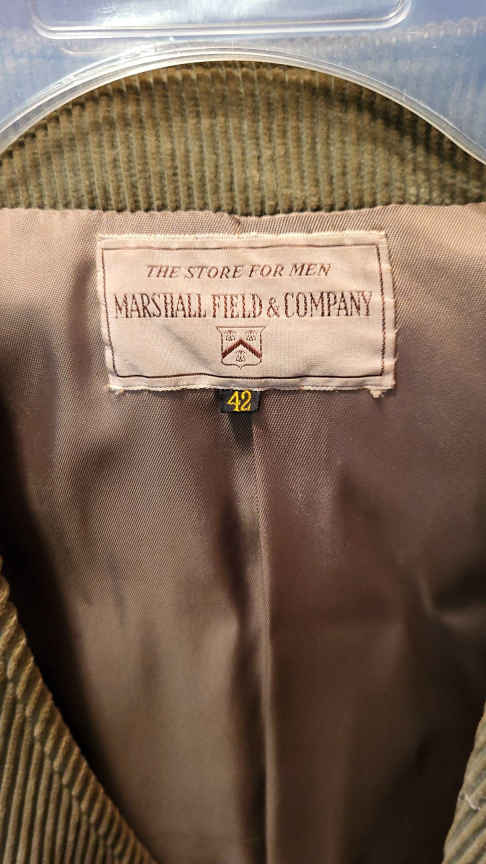 THE STORE FOR MEN
MARSHALL FIELD & COMPANY
42